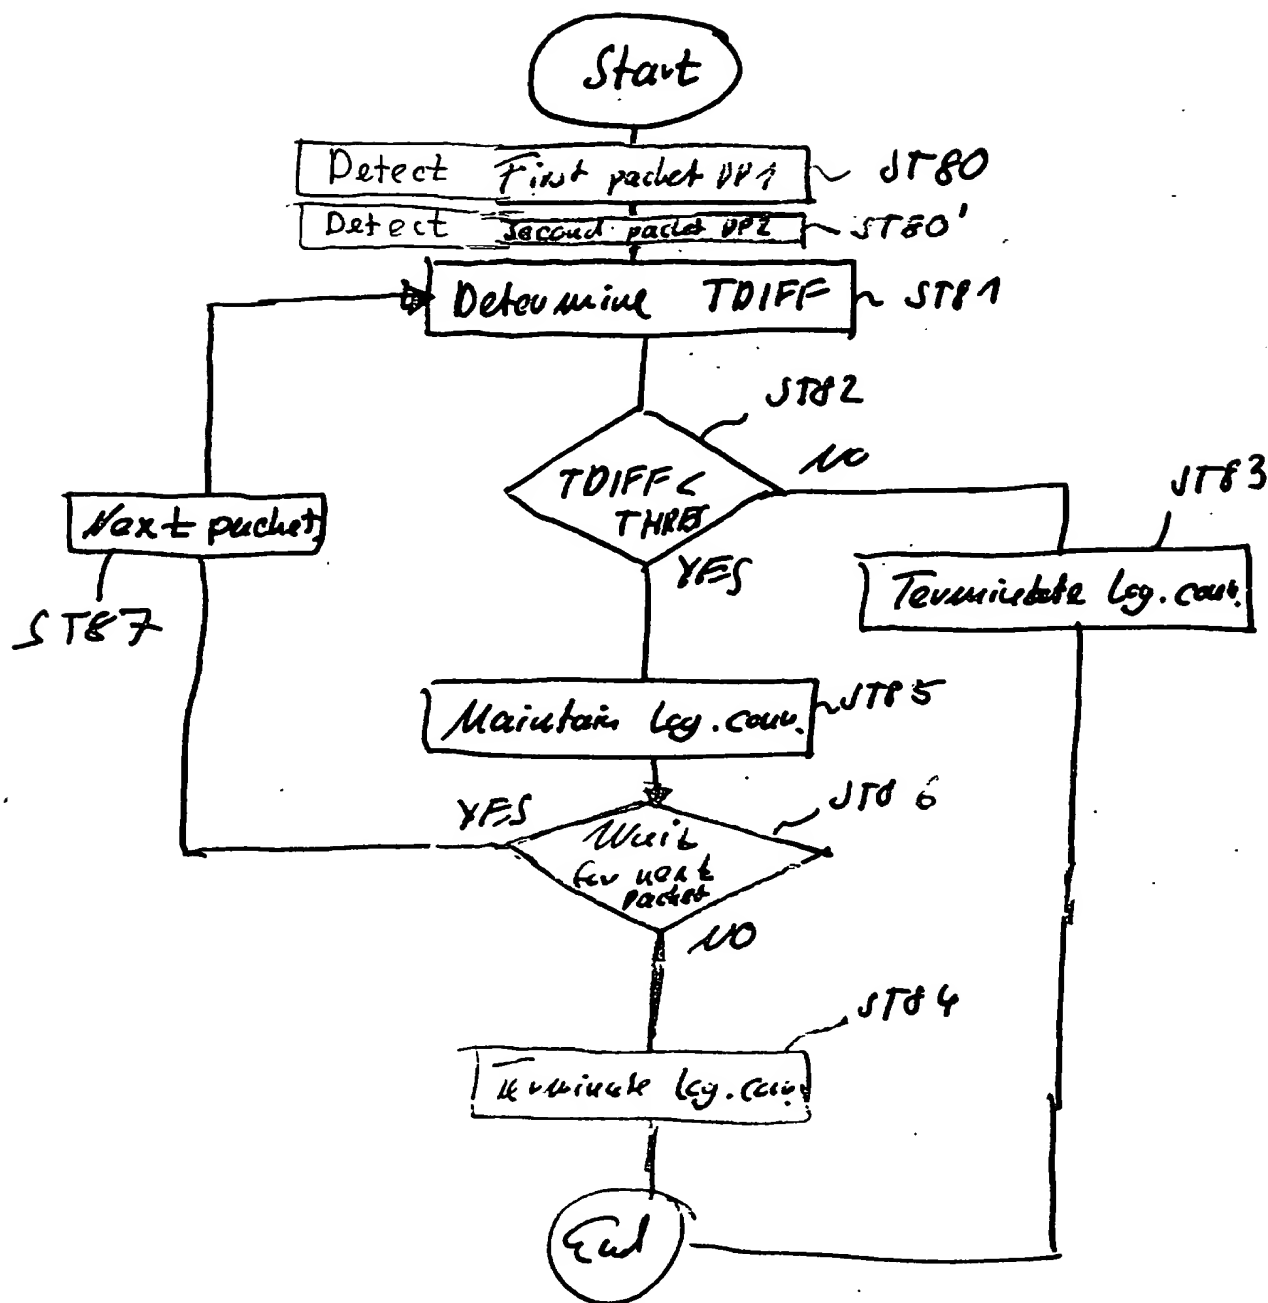 Start
Detect First packet DP1 ST80
Detect Second packet DP2 ST80'
Determine TDIFF ST81
ST82
NO
TDIFF <
THRES
ST83
Next packet
YES
ST87
Log. conn.
Maintain Log. conn. ST85
ST86
YES
Wait
for next
packet
NO
ST84
Terminate Log. conn.
End